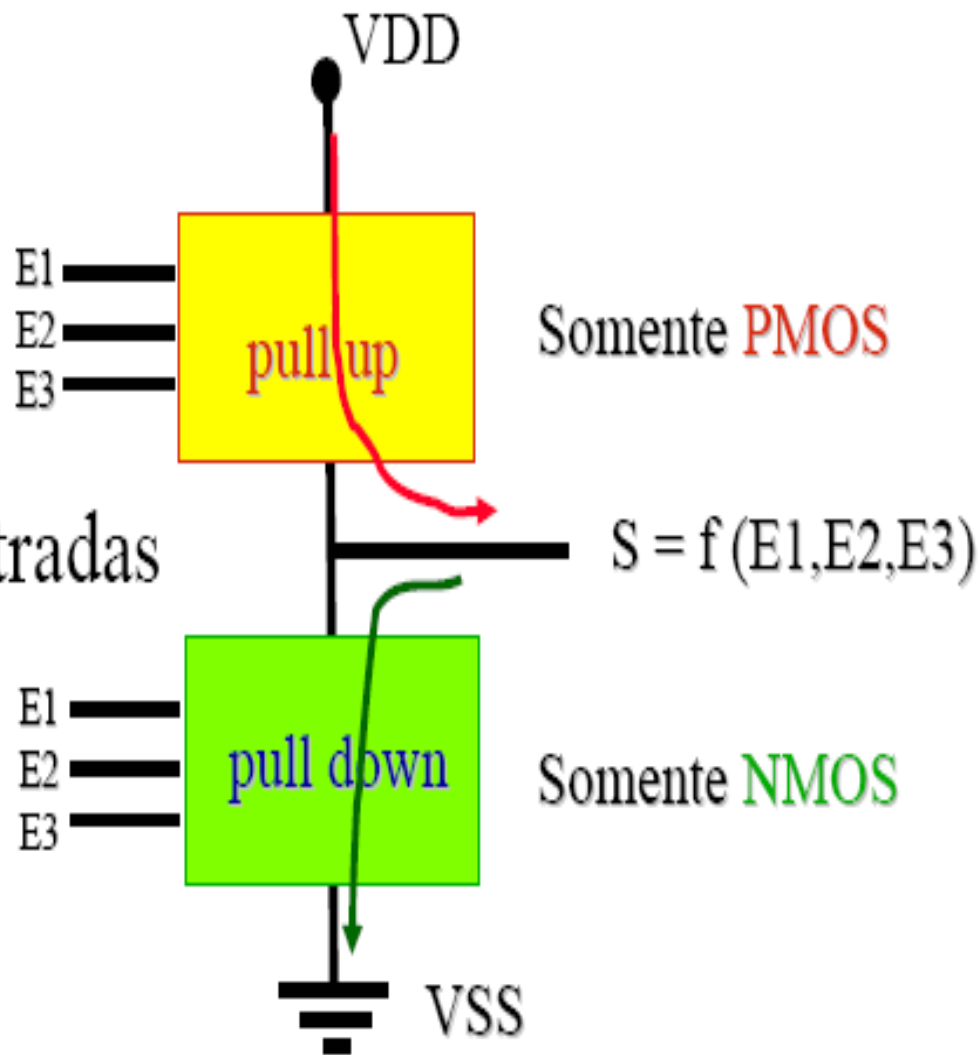 VDD
E1
E2
E3
pull up
Somente PMOS
tradas
S = f (E1,E2,E3)
E1
E2
E3
pull down
Somente NMOS
VSS